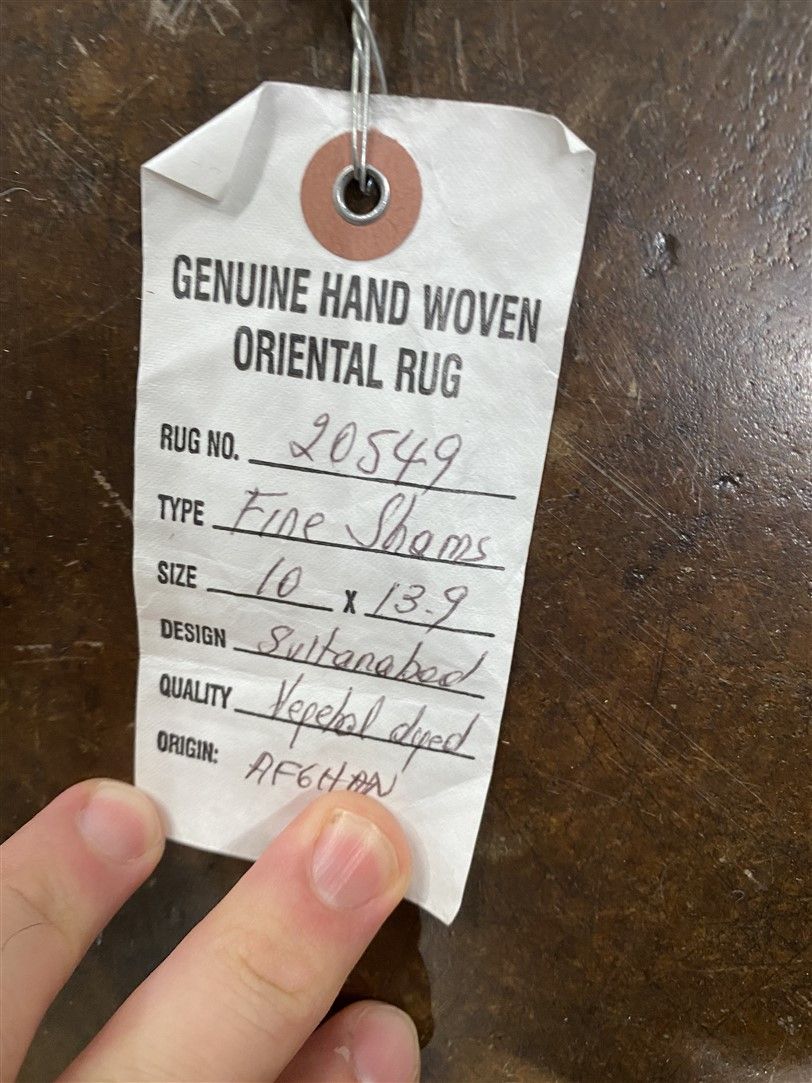 GENUINE HAND WOVEN
ORIENTAL RUG
RUG NO. 20549
TYPE Fine Shams
SIZE 10 X 13.9
DESIGN Sultanabad
QUALITY Vegetal dyed
ORIGIN: AFGHAN